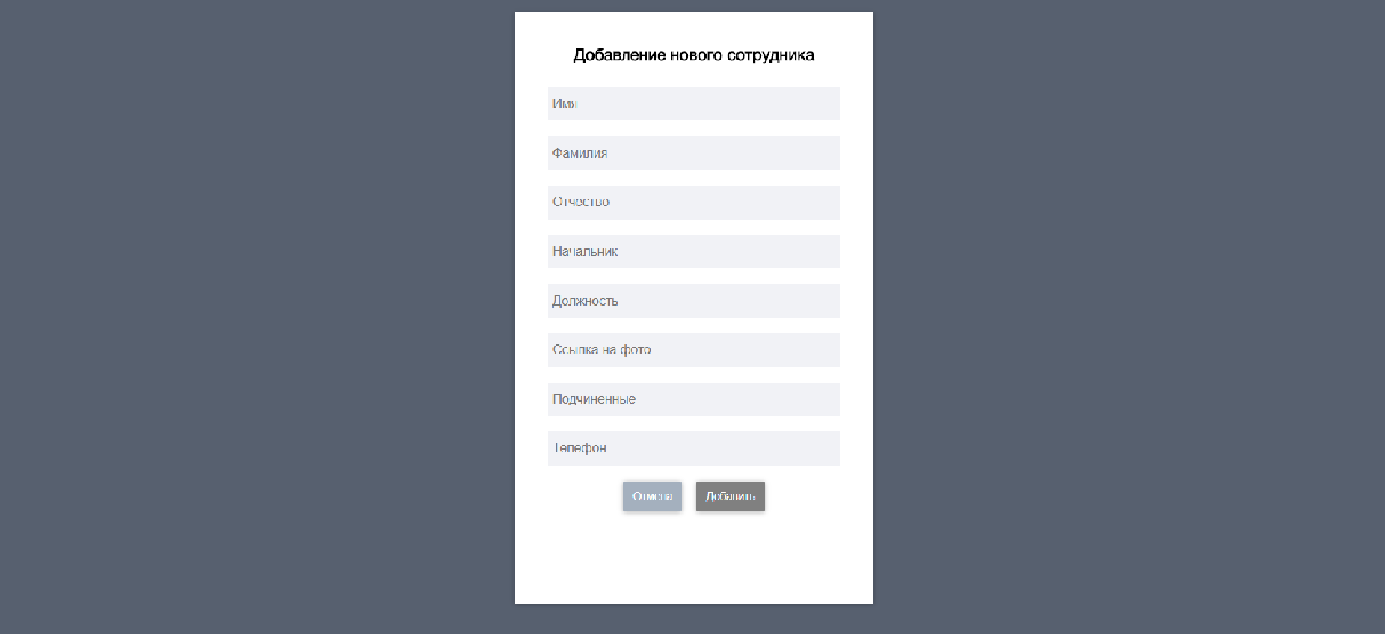 Добавление нового сотрудника
Имя
Фамилия
Отчество
Начальник
Должность
Ссылка на фото
Подчиненные
Телефон
Отмена Добавить